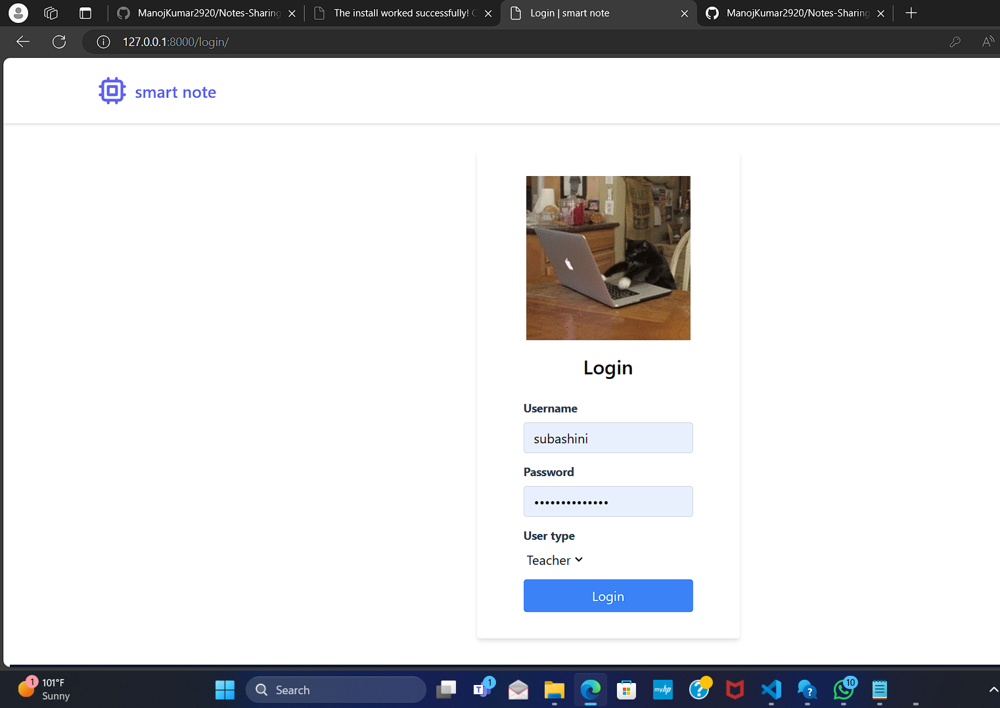 ManojKumar2920/Notes-Sharing
The install worked successfully! C
Login | smart note
ManojKumar2920/Notes-Sharing
127.0.0.1:8000/login/
smart note
Login
Username
subashini
Password
••••••••••••••
User type
Teacher
Login
1
101°F
Sunny
Search
T
1
myhp
?
?
10